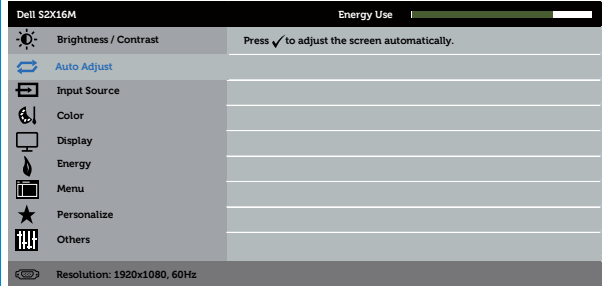 Dell S2X16M Energy Use
Brightness / Contrast Press ✓ to adjust the screen automatically.
Auto Adjust
Input Source
Color
Display
Energy
Menu
Personalize
Others
Resolution: 1920x1080, 60Hz